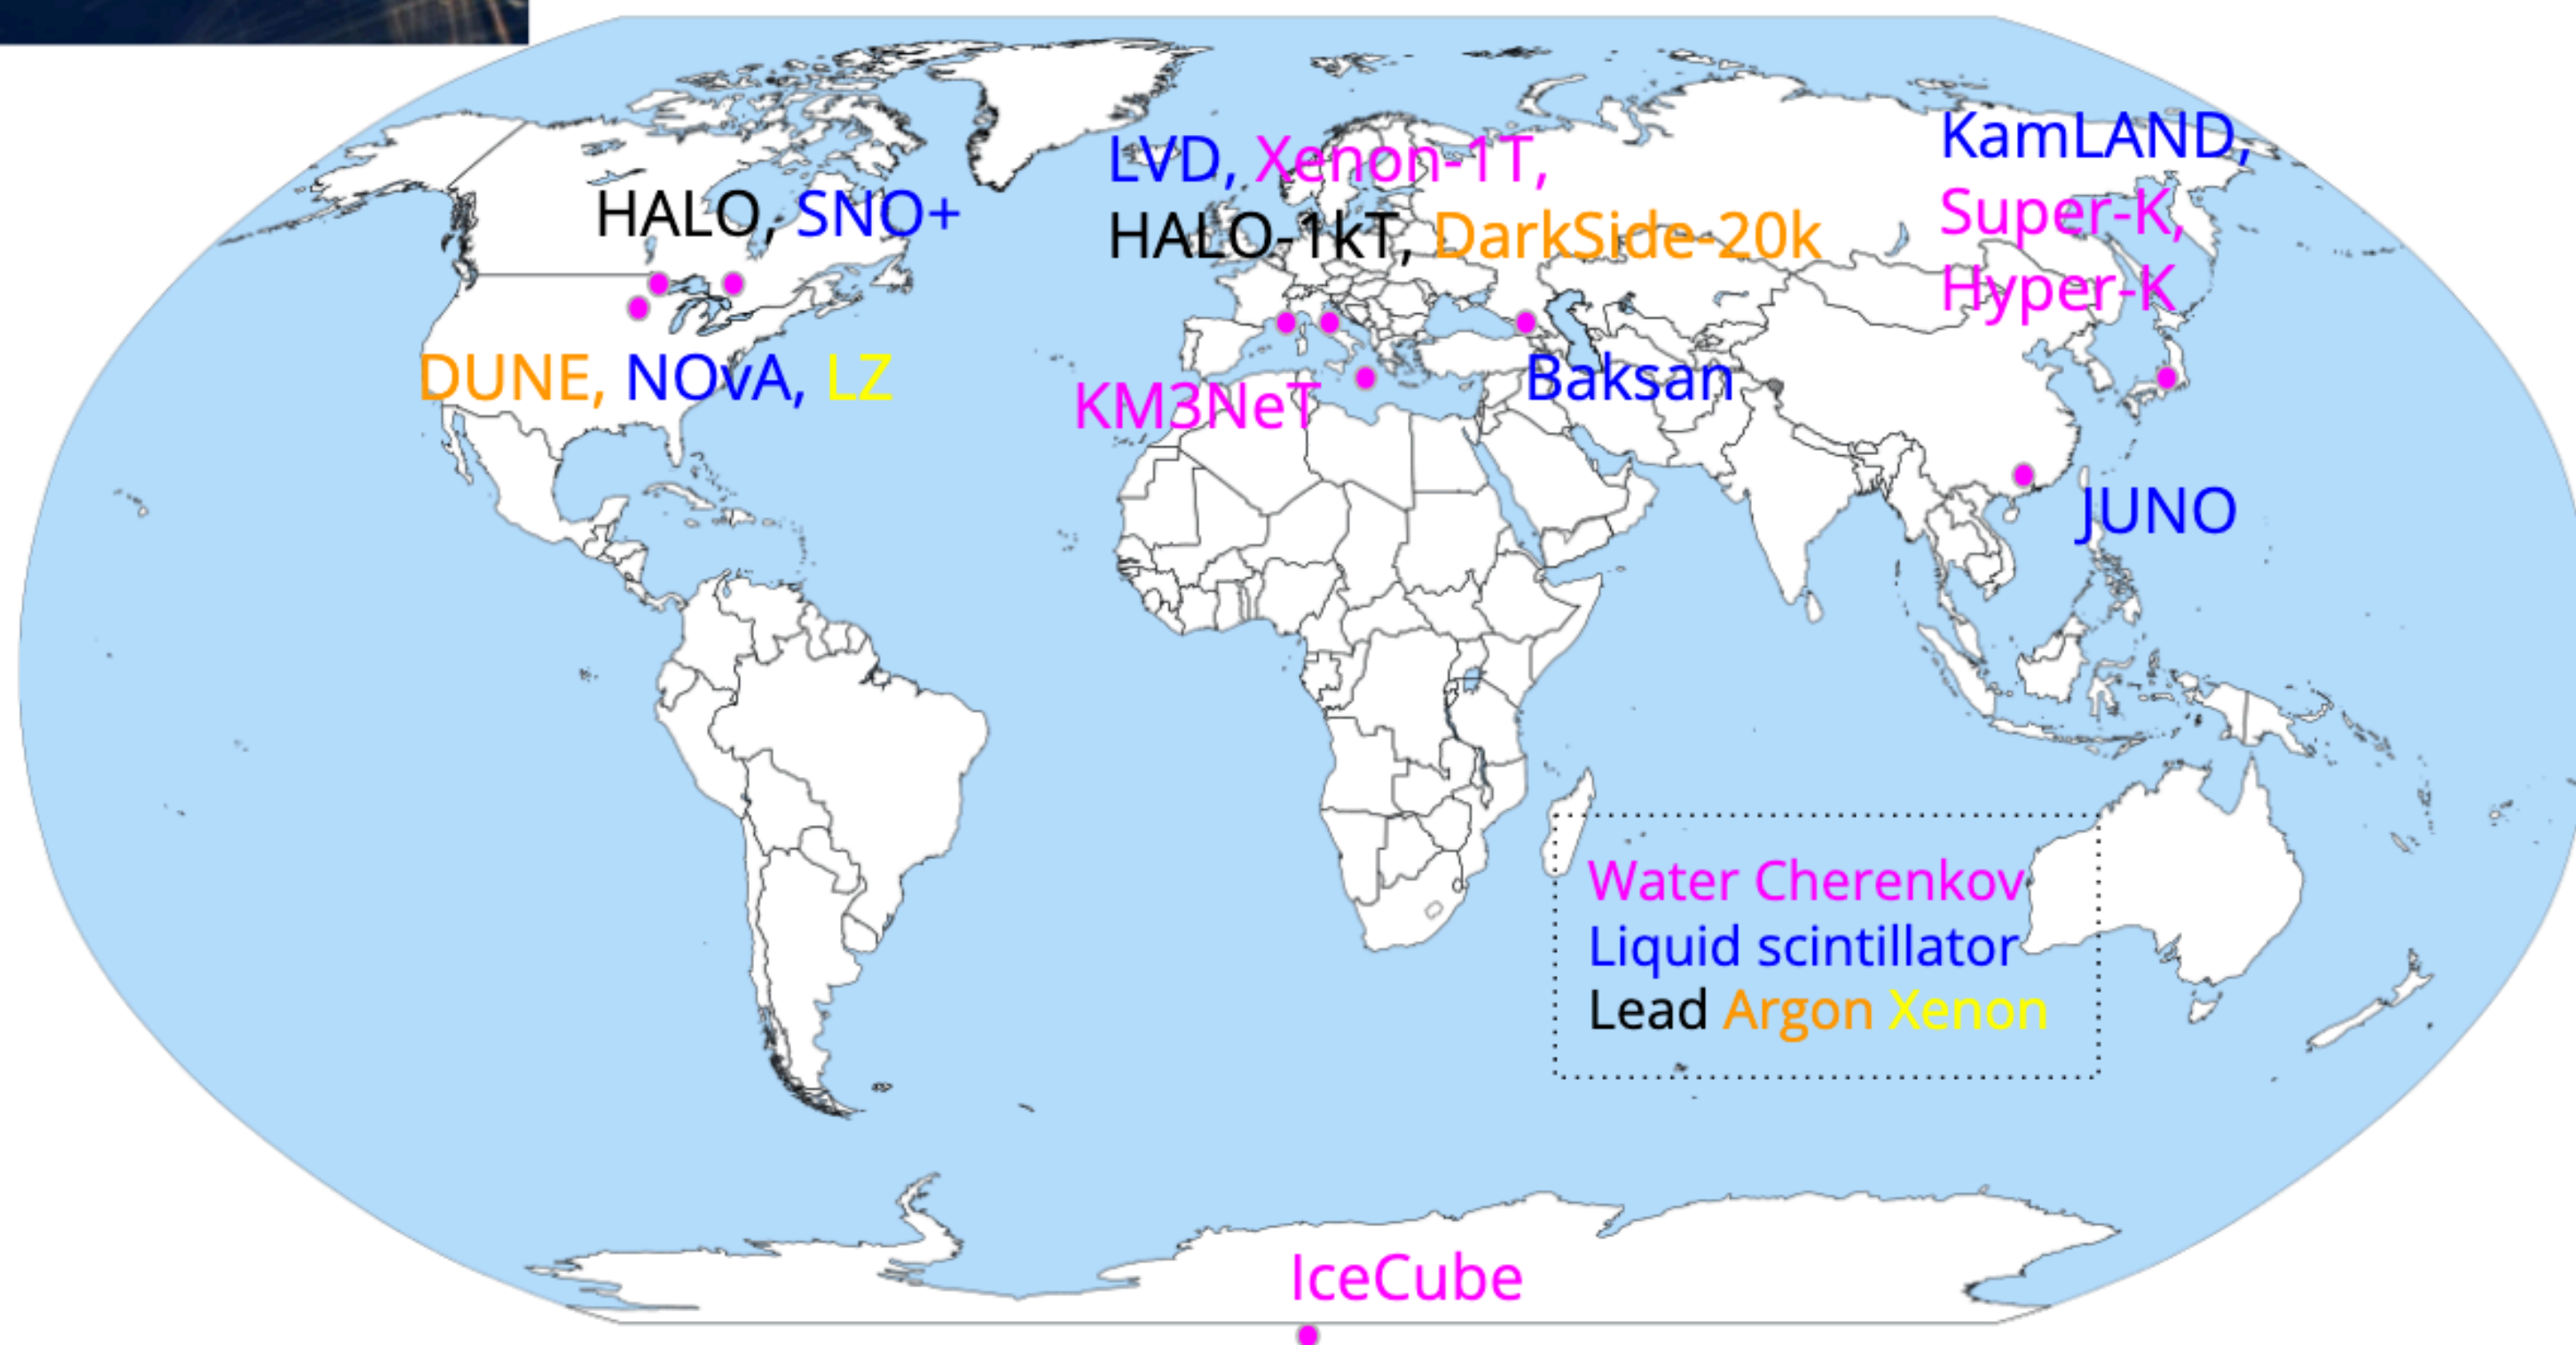 KamLAND,
LVD, Xenon-1T,
HALO, SNO+
Super-K,
HALO-1kT, DarkSide-20k
Hyper-K
DUNE, NOvA, LZ
Baksan
KM3NeT
JUNO
Water Cherenkov
Liquid scintillator
Lead Argon Xenon
IceCube